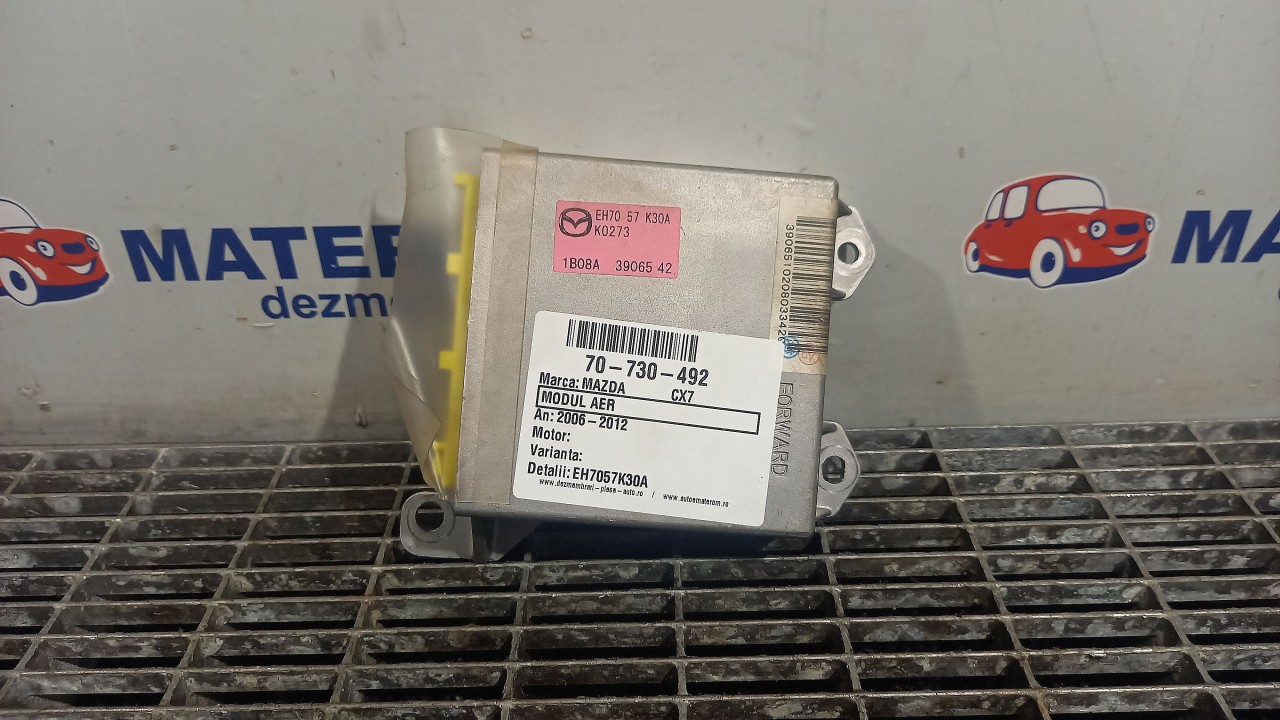 MATER
dezm
EH70 57 K30A
K0273
1B08A 39065 42
FORWARD
70-730-492
Marca: MAZDA CX7
MODUL AER
An: 2006-2012
Motor:
Varianta:
Detalii: EH7057K30A
www.dezmembrari-piese-auto.ro / www.automaterom.ro
MA